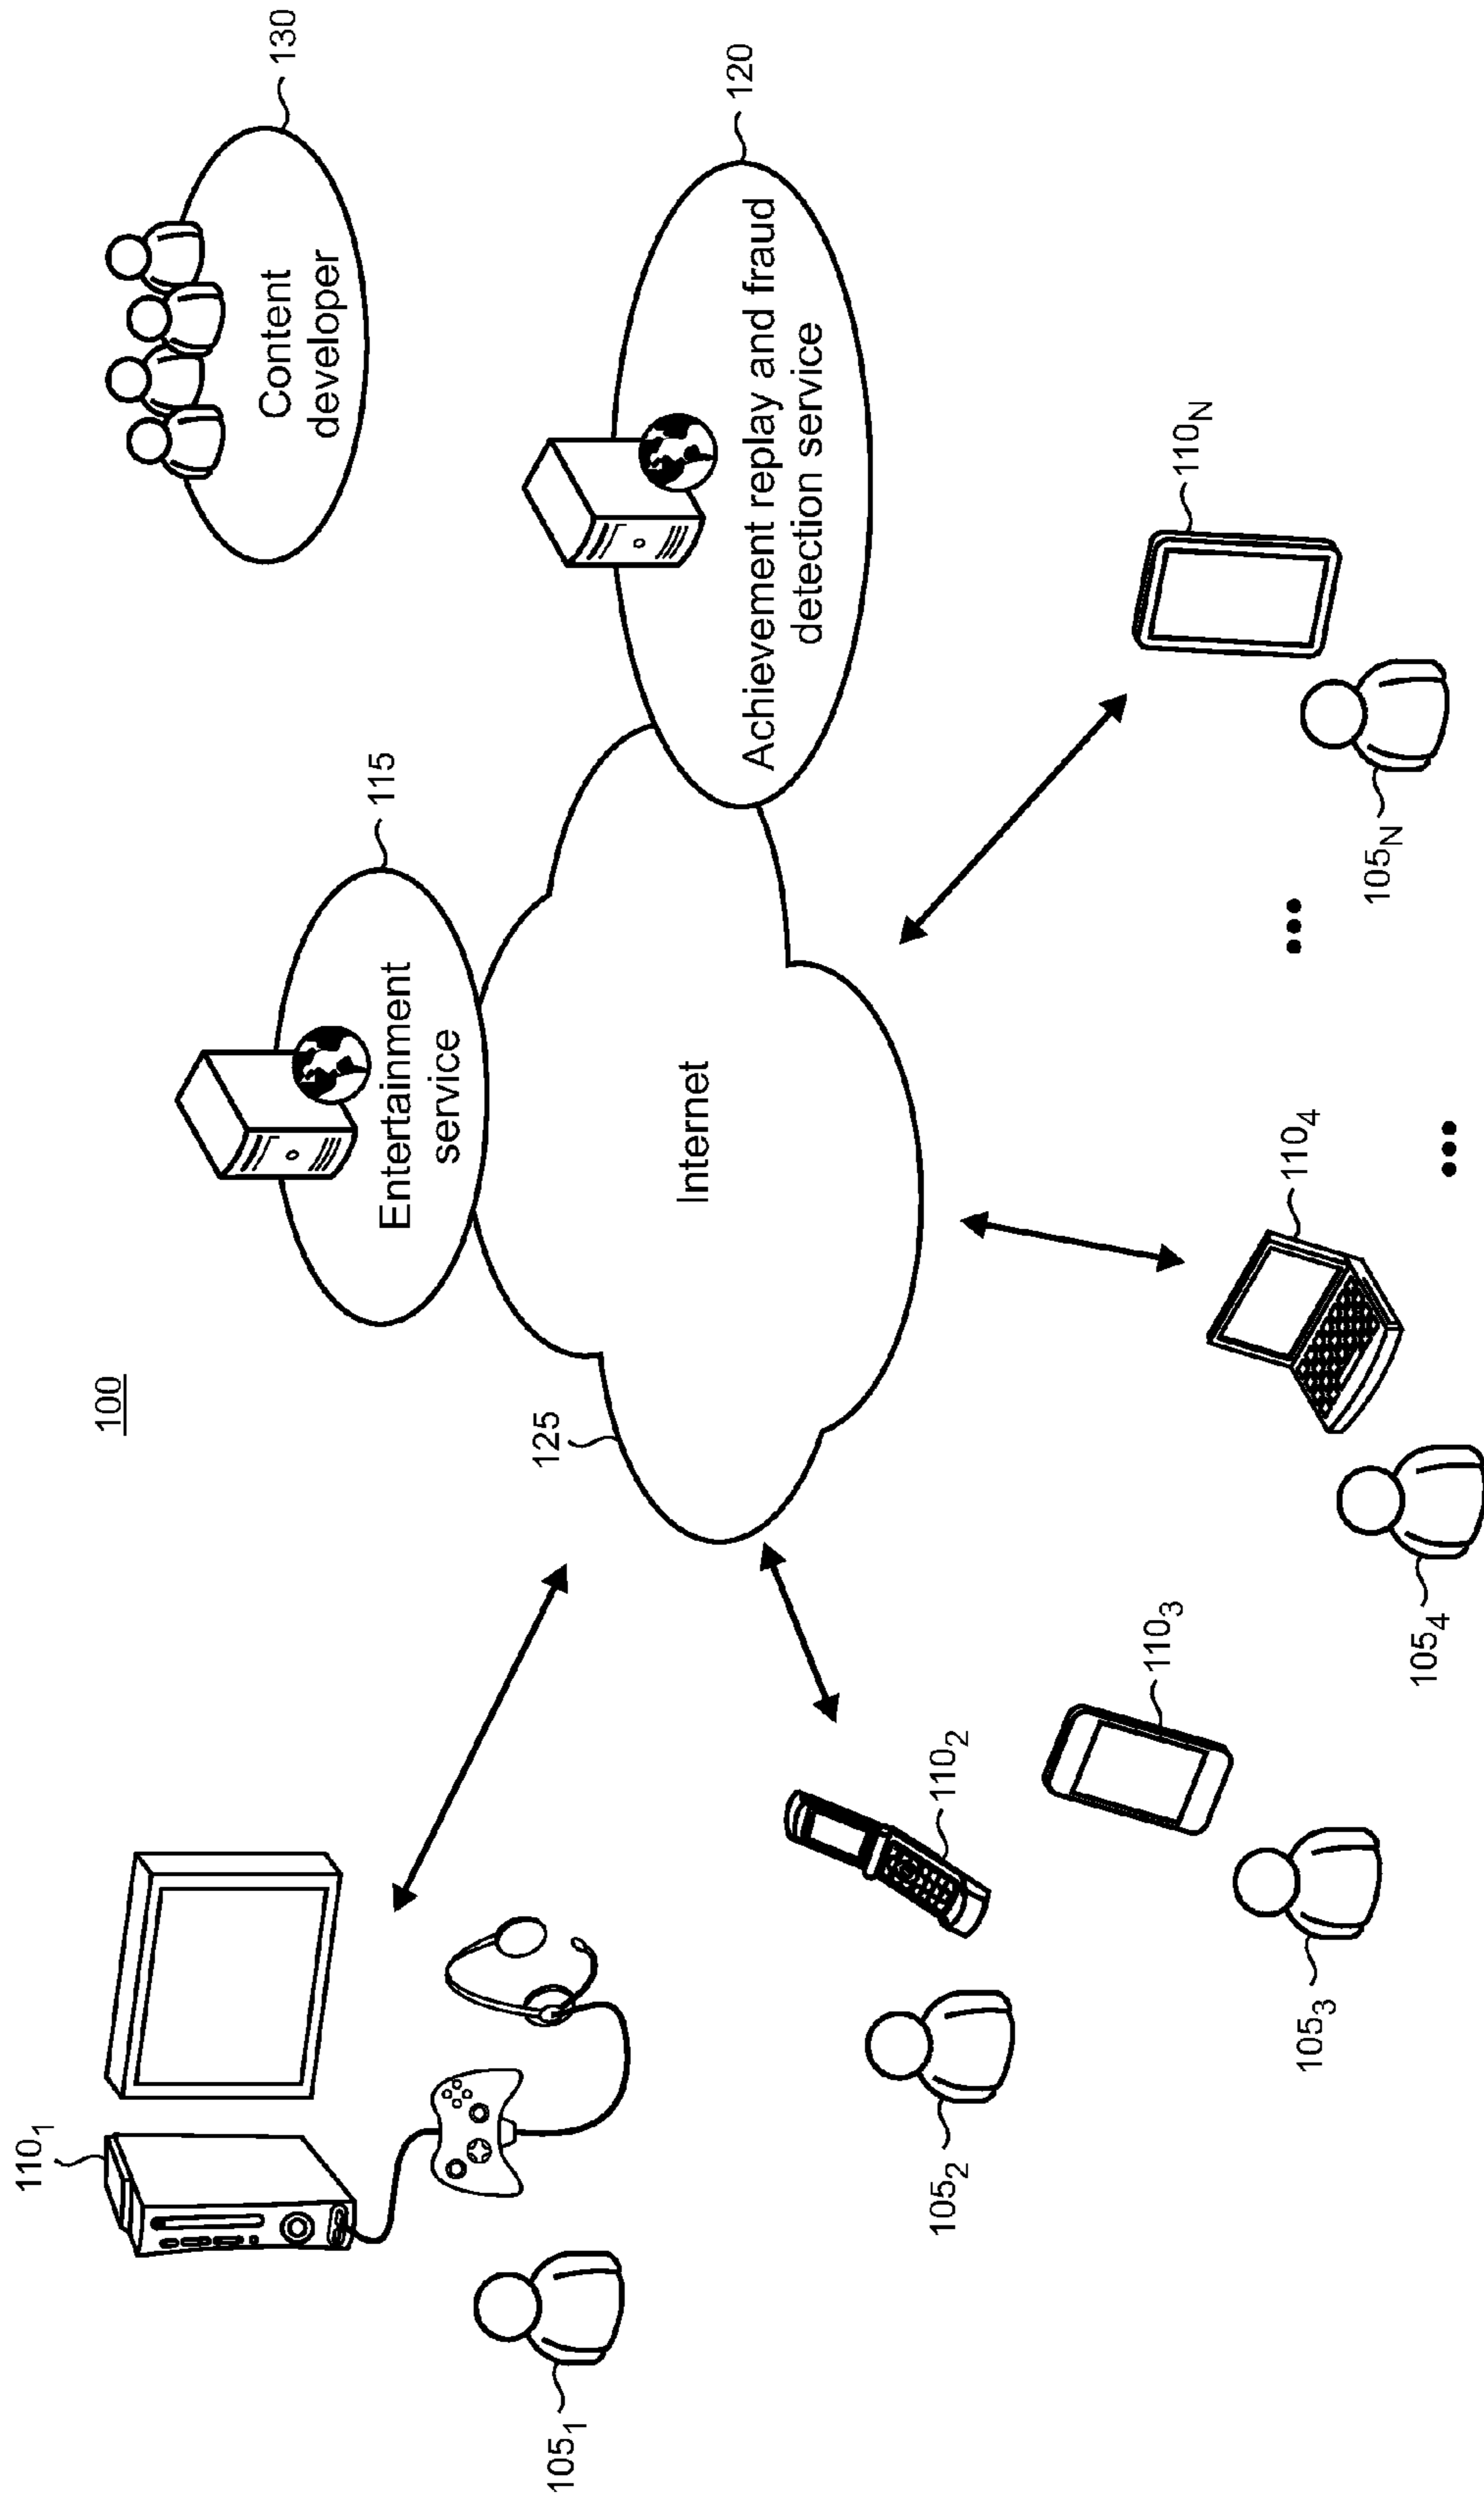 100
110₁
105₁
110₂
105₂
110₃
105₃
110₄
105₄
110N
105N
125
Internet
Entertainment
service
115
Achievement replay and fraud
detection service
120
Content
developer
130